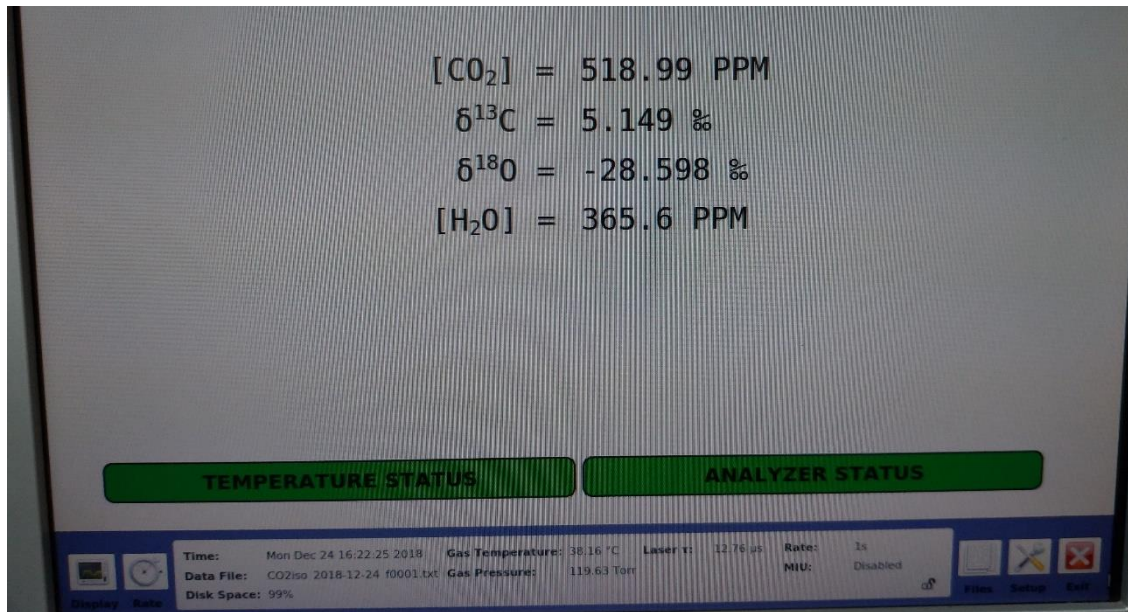 [CO₂] = 518.99 PPM
δ¹³C = 5.149 ‰
δ¹⁸O = -28.598 ‰
[H₂O] = 365.6 PPM
TEMPERATURE STATUS ANALYZER STATUS
Time: Mon Dec 24 16:22:25 2018 Gas Temperature: 38.16 °C Laser τ: 12.76 μs Rate: 1s
Data File: CO2iso 2018-12-24 f0001.txt Gas Pressure: 119.63 Torr MIU: Disabled
Disk Space: 99%
Display Rate Files Setup Exit